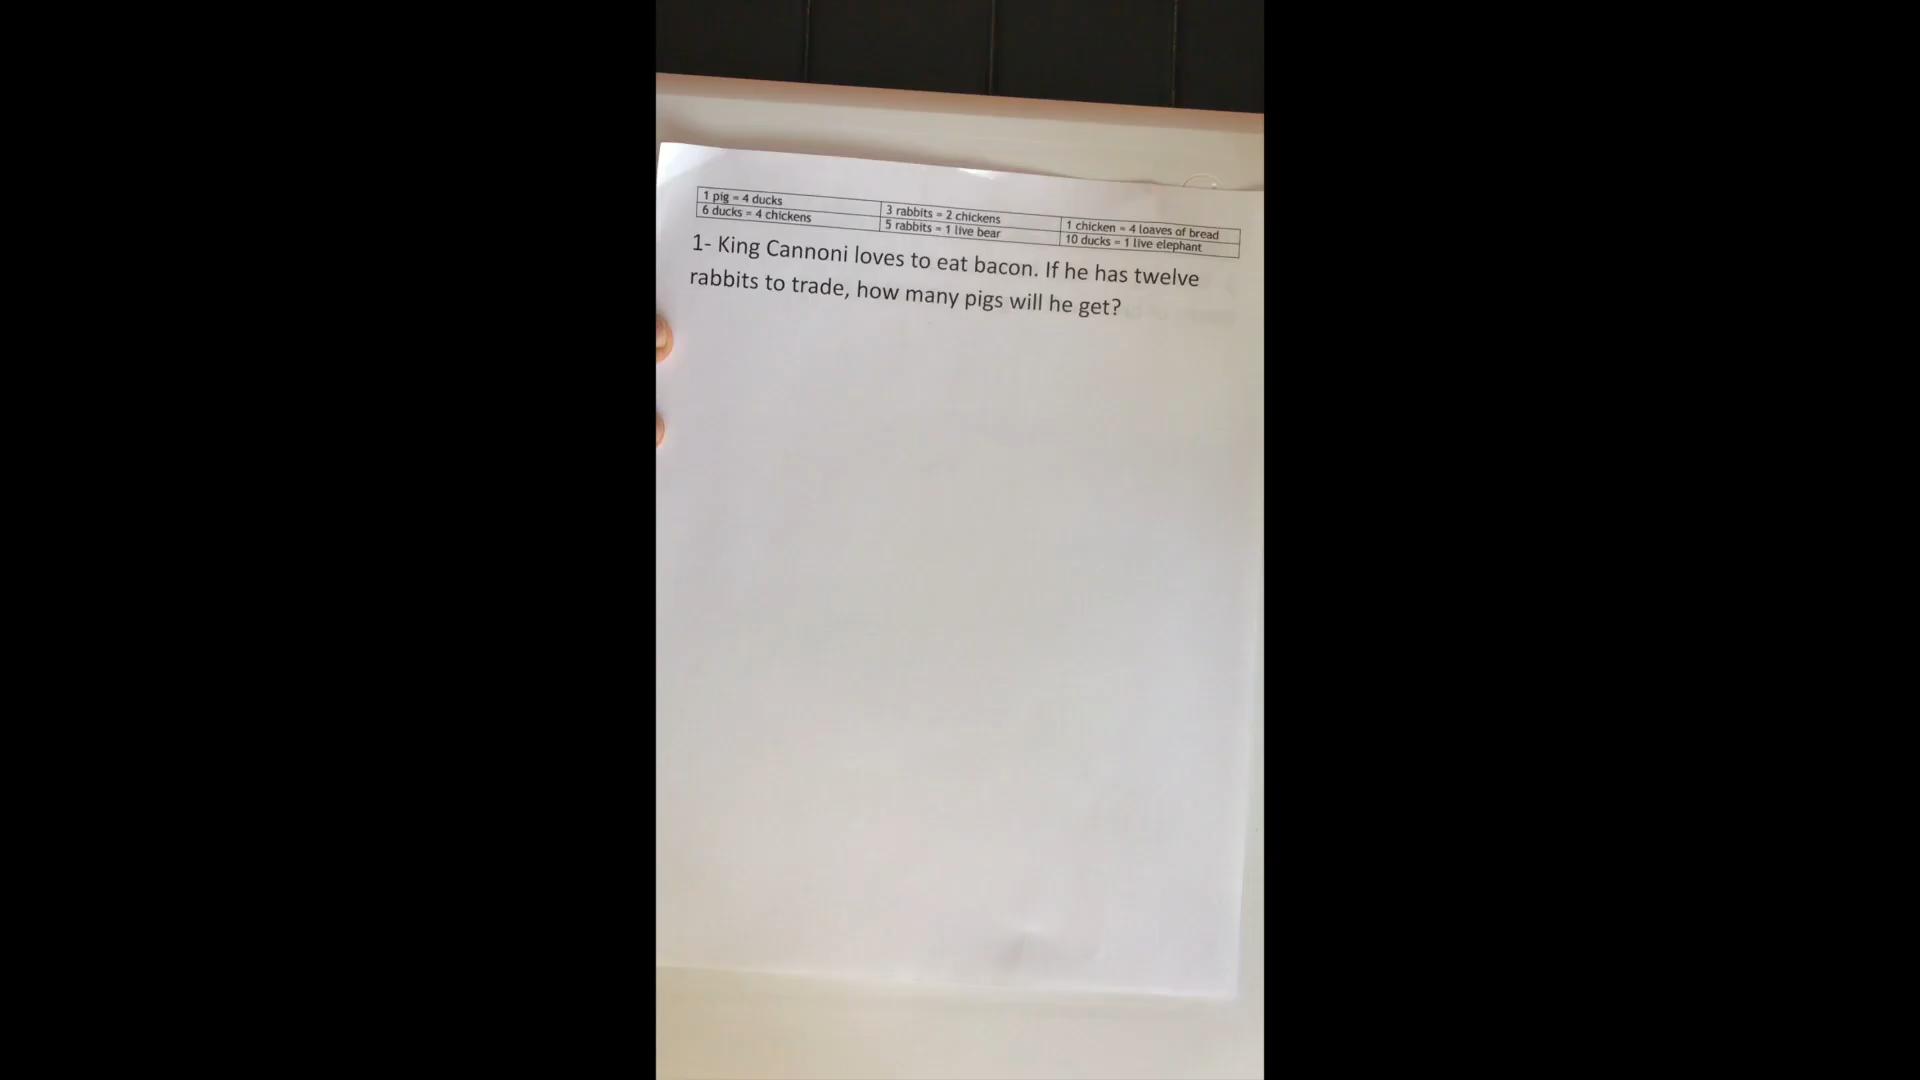 1 pig = 4 ducks
3 rabbits = 2 chickens
1 chicken = 4 loaves of bread
6 ducks = 4 chickens
5 rabbits = 1 live bear
10 ducks = 1 live elephant
1- King Cannoni loves to eat bacon. If he has twelve
rabbits to trade, how many pigs will he get?